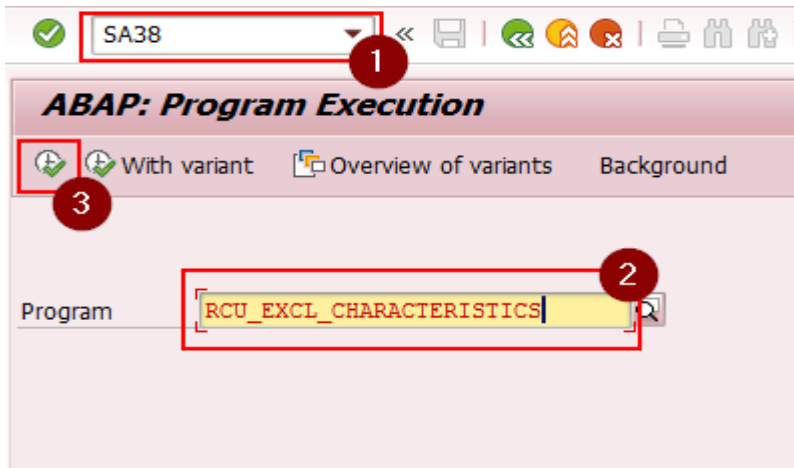 SA38
1
ABAP: Program Execution
With variant Overview of variants Background
3
2
Program RCU_EXCL_CHARACTERISTICS